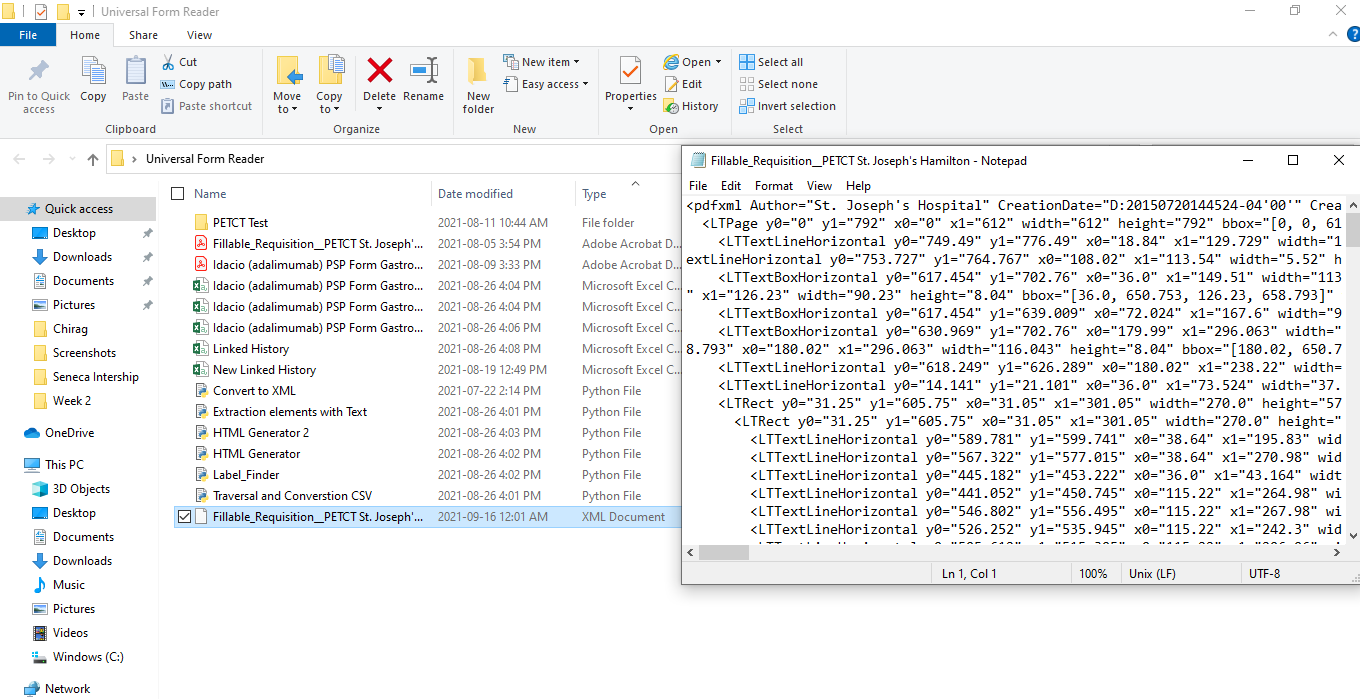 Universal Form Reader
File Home Share View
Pin to Quick access
Copy
Paste
Cut
Copy path
Paste shortcut
Clipboard
Move to
Copy to
Delete
Rename
Organize
New folder
New item
Easy access
New
Properties
Open
Edit
History
Open
Select all
Select none
Invert selection
Select
Universal Form Reader
Quick access
Desktop
Downloads
Documents
Pictures
Chirag
Screenshots
Seneca Intership
Week 2
OneDrive
This PC
3D Objects
Desktop
Documents
Downloads
Music
Pictures
Videos
Windows (C:)
Network
Name Date modified Type
PETCT Test 2021-08-11 10:44 AM File folder
Fillable_Requisition__PETCT St. Joseph'... 2021-08-05 3:54 PM Adobe Acrobat D...
Idacio (adalimumab) PSP Form Gastro... 2021-08-09 3:33 PM Adobe Acrobat D...
Idacio (adalimumab) PSP Form Gastro... 2021-08-26 4:04 PM Microsoft Excel C...
Idacio (adalimumab) PSP Form Gastro... 2021-08-26 4:04 PM Microsoft Excel C...
Idacio (adalimumab) PSP Form Gastro... 2021-08-26 4:06 PM Microsoft Excel C...
Linked History 2021-08-26 4:08 PM Microsoft Excel C...
New Linked History 2021-08-19 12:49 PM Microsoft Excel C...
Convert to XML 2021-07-22 2:14 PM Python File
Extraction elements with Text 2021-08-26 4:01 PM Python File
HTML Generator 2 2021-08-26 4:03 PM Python File
HTML Generator 2021-08-26 4:02 PM Python File
Label_Finder 2021-08-26 4:02 PM Python File
Traversal and Converstion CSV 2021-08-26 4:01 PM Python File
Fillable_Requisition__PETCT St. Joseph'... 2021-09-16 12:01 AM XML Document
Fillable_Requisition__PETCT St. Joseph's Hamilton - Notepad
File Edit Format View Help
<pdfxml Author="St. Joseph's Hospital" CreationDate="D:20150720144524-04'00'" Crea
<LTPage y0="0" y1="792" x0="0" x1="612" width="612" height="792" bbox="[0, 0, 61
<LTTextLineHorizontal y0="749.49" y1="776.49" x0="18.84" x1="129.729" width="1
extLineHorizontal y0="753.727" y1="764.767" x0="108.02" x1="113.54" width="5.52" h
<LTTextBoxHorizontal y0="617.454" y1="702.76" x0="36.0" x1="149.51" width="113
" x1="126.23" width="90.23" height="8.04" bbox="[36.0, 650.753, 126.23, 658.793]"
<LTTextBoxHorizontal y0="617.454" y1="639.009" x0="72.024" x1="167.6" width="9
<LTTextBoxHorizontal y0="630.969" y1="702.76" x0="179.99" x1="296.063" width="
8.793" x0="180.02" x1="296.063" width="116.043" height="8.04" bbox="[180.02, 650.7
<LTTextLineHorizontal y0="618.249" y1="626.289" x0="180.02" x1="238.22" width=
<LTTextLineHorizontal y0="14.141" y1="21.101" x0="36.0" x1="73.524" width="37.
<LTRect y0="31.25" y1="605.75" x0="31.05" x1="301.05" width="270.0" height="57
<LTRect y0="31.25" y1="605.75" x0="31.05" x1="301.05" width="270.0" height="
<LTTextLineHorizontal y0="589.781" y1="599.741" x0="38.64" x1="195.83" wid
<LTTextLineHorizontal y0="567.322" y1="577.015" x0="38.64" x1="270.98" wid
<LTTextLineHorizontal y0="445.182" y1="453.222" x0="36.0" x1="43.164" widt
<LTTextLineHorizontal y0="441.052" y1="450.745" x0="115.22" x1="264.98" wi
<LTTextLineHorizontal y0="546.802" y1="556.495" x0="115.22" x1="267.98" wi
<LTTextLineHorizontal y0="526.252" y1="535.945" x0="115.22" x1="242.3" wid
Ln 1, Col 1 100% Unix (LF) UTF-8